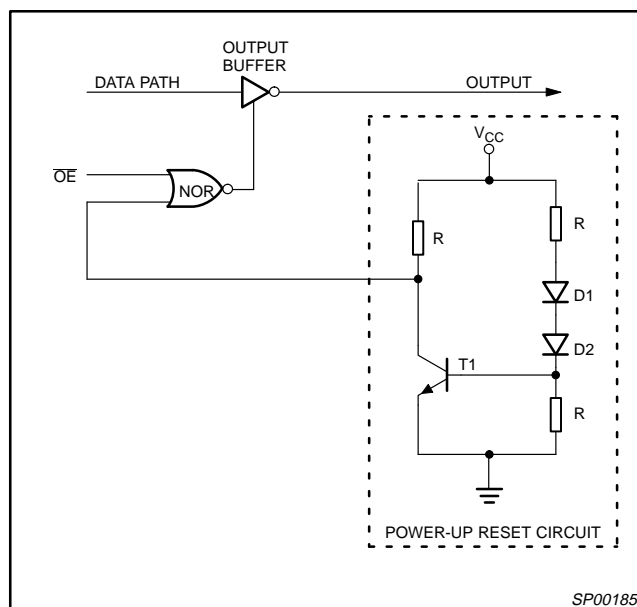 OUTPUT
BUFFER
DATA PATH
OUTPUT
VCC
OE
NOR
R
R
D1
D2
T1
R
POWER-UP RESET CIRCUIT
SP00185